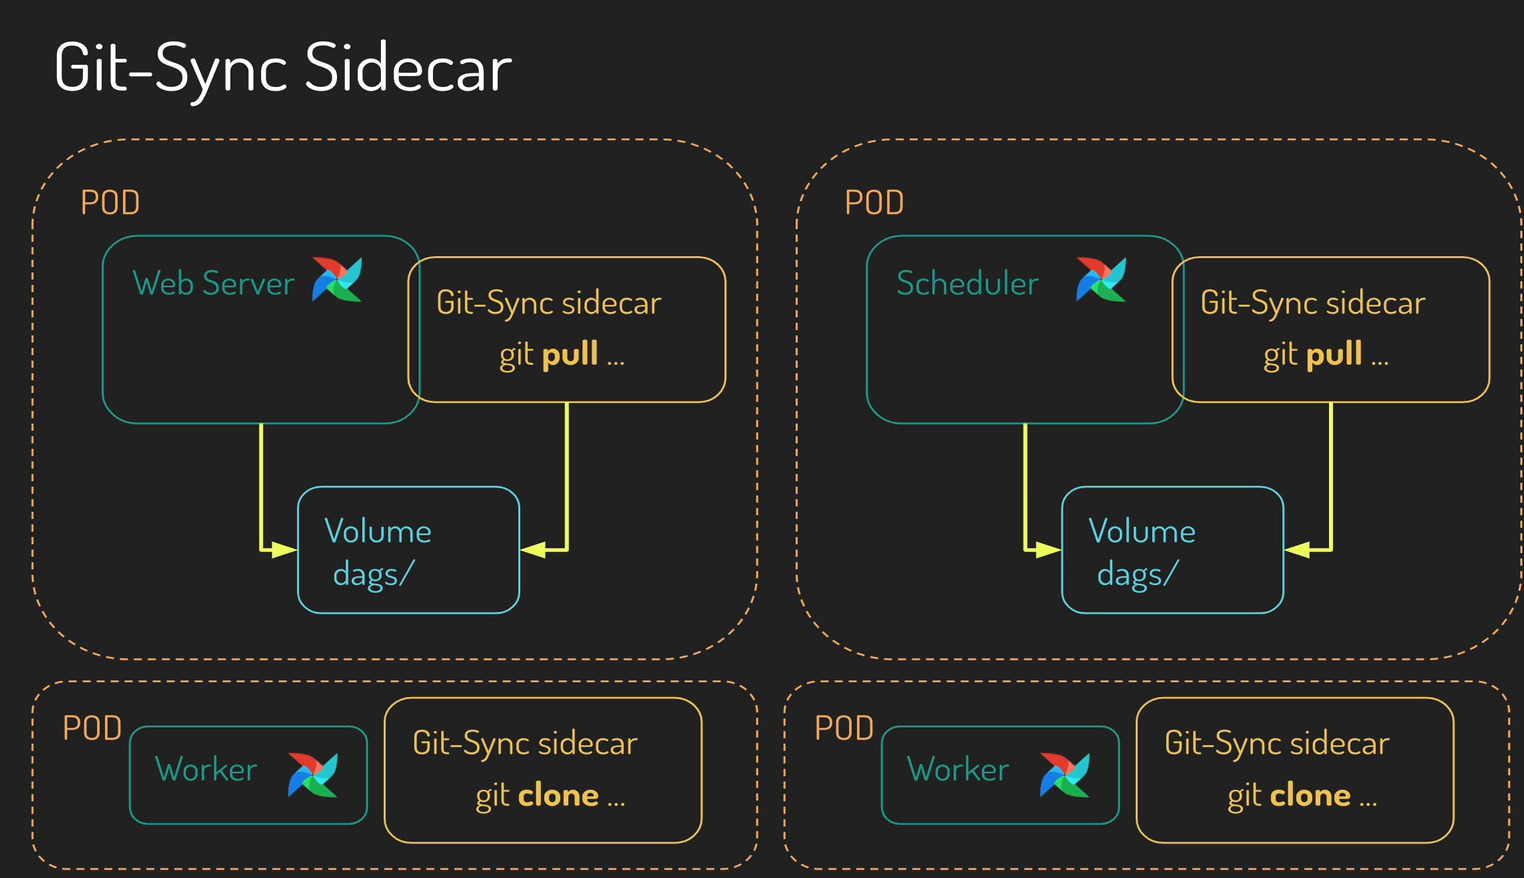 Git-Sync Sidecar
POD
Web Server
Git-Sync sidecar
git pull ...
Volume
dags/
POD
Scheduler
Git-Sync sidecar
git pull ...
Volume
dags/
POD
Worker
Git-Sync sidecar
git clone ...
POD
Worker
Git-Sync sidecar
git clone ...